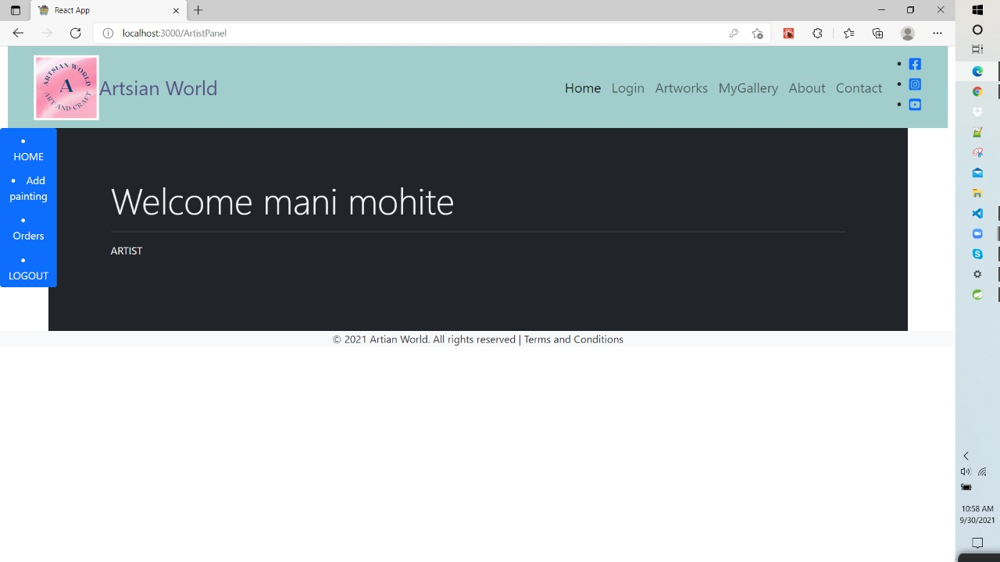 React App
localhost:3000/ArtistPanel
ARTSIAN WORLD
A
ART AND CRAFT
Artsian World
Home Login Artworks MyGallery About Contact
HOME
Add
painting
Orders
LOGOUT
Welcome mani mohite
ARTIST
© 2021 Artian World. All rights reserved | Terms and Conditions
10:58 AM
9/30/2021